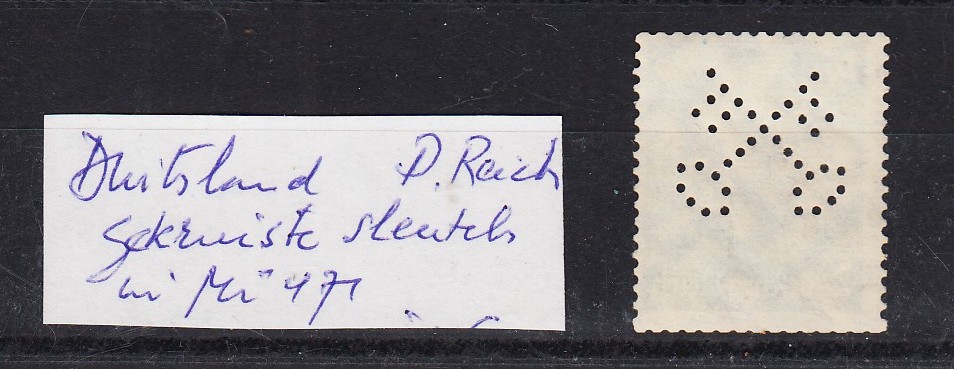 Duitsland D. Reich
gekruiste sleutels
in Mi 471